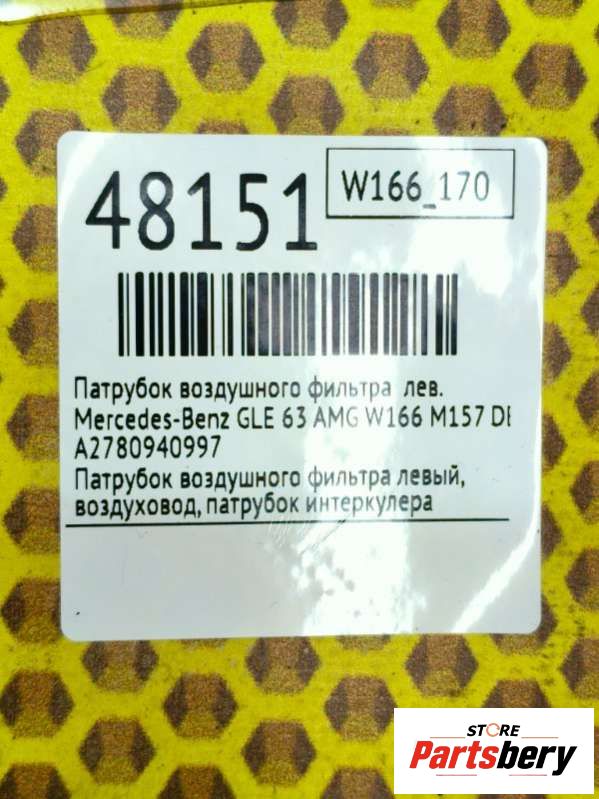 48151
W166_170
Патрубок воздушного фильтра лев.
Mercedes-Benz GLE 63 AMG W166 M157 DE
A2780940997
Патрубок воздушного фильтра левый,
воздуховод, патрубок интеркулера
STORE
Partsbery